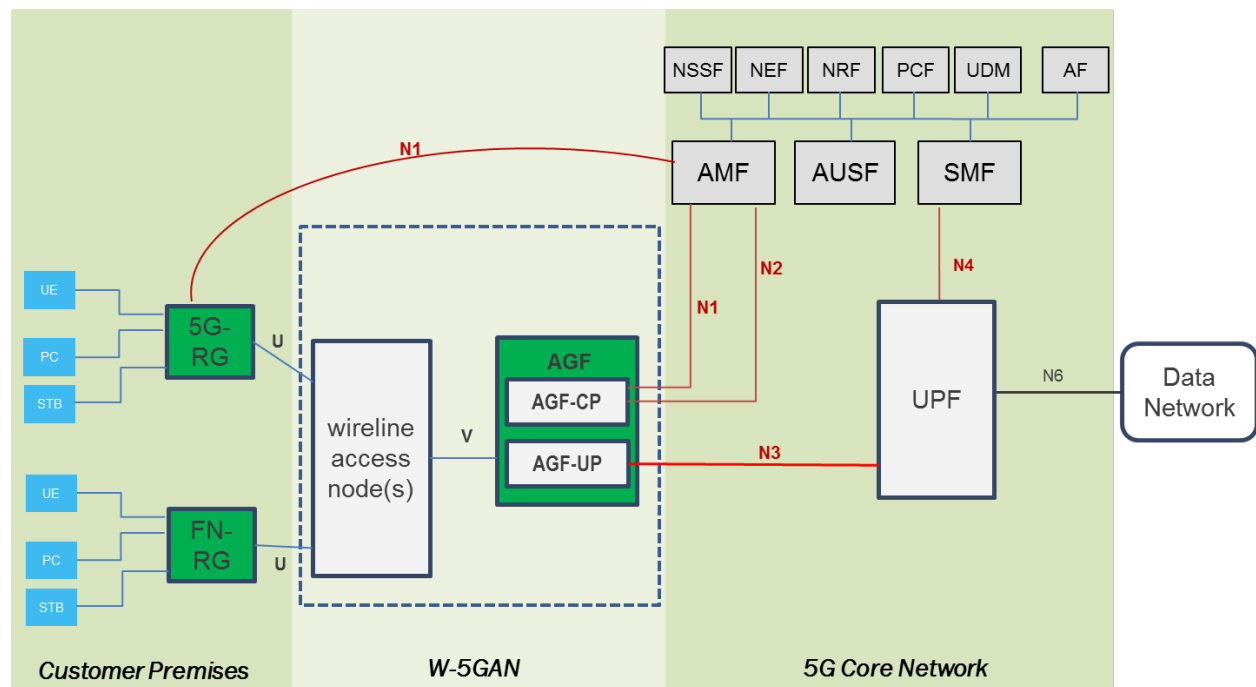 NSSF
NEF
NRF
PCF
UDM
AF
N1
AMF
AUSF
SMF
N2
N4
UE
N1
5G-
RG
U
PC
AGF
Data
Network
N6
STB
AGF-CP
UPF
wireline
access
node(s)
V
AGF-UP
N3
UE
FN-
RG
U
PC
STB
Customer Premises
W-5GAN
5G Core Network